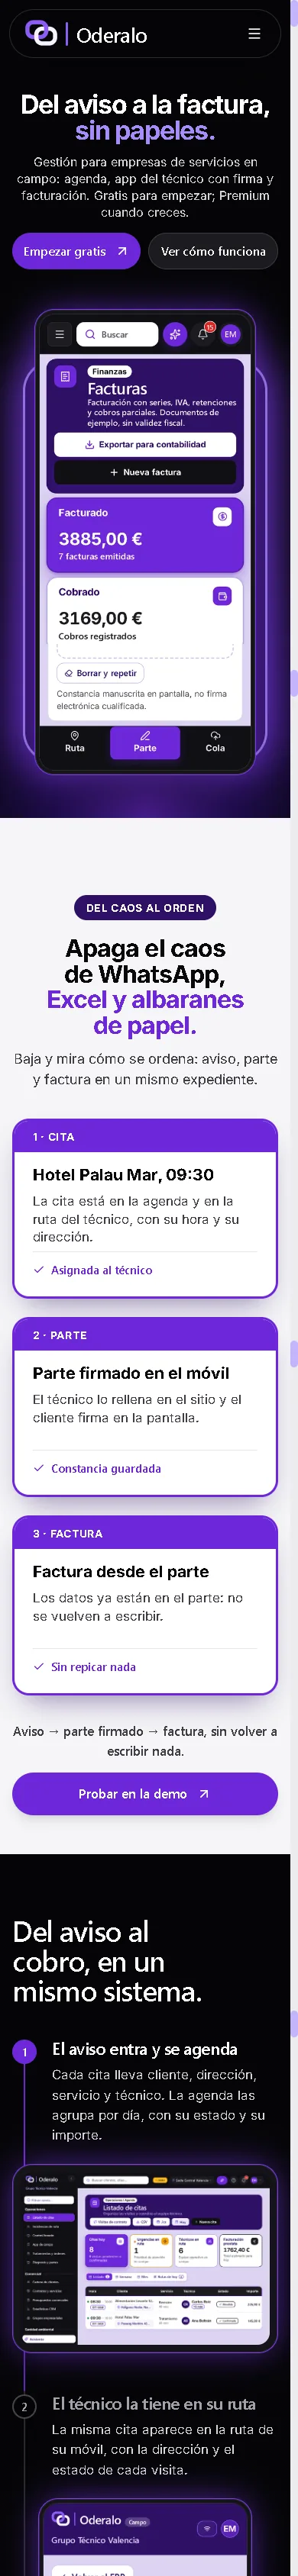 Oderalo
Del aviso a la factura,
sin papeles.
Gestión para empresas de servicios en
campo: agenda, app del técnico con firma y
facturación. Gratis para empezar; Premium
cuando creces.
Empezar gratis
Ver cómo funciona
Buscar
15
EM
Finanzas
Facturas
Facturación con series, IVA, retenciones
y cobros parciales. Documentos de
ejemplo, sin validez fiscal.
Exportar para contabilidad
+ Nueva factura
Facturado
3885,00 €
7 facturas emitidas
Cobrado
3169,00 €
Cobros registrados
Borrar y repetir
Constancia manuscrita en pantalla, no firma
electrónica cualificada.
Ruta
Parte
Cola
DEL CAOS AL ORDEN
Apaga el caos
de WhatsApp,
Excel y albaranes
de papel.
Baja y mira cómo se ordena: aviso, parte
y factura en un mismo expediente.
1 · CITA
Hotel Palau Mar, 09:30
La cita está en la agenda y en la
ruta del técnico, con su hora y su
dirección.
Asignada al técnico
2 · PARTE
Parte firmado en el móvil
El técnico lo rellena en el sitio y el
cliente firma en la pantalla.
Constancia guardada
3 · FACTURA
Factura desde el parte
Los datos ya están en el parte: no
se vuelven a escribir.
Sin repicar nada
Aviso → parte firmado → factura, sin volver a
escribir nada.
Probar en la demo
Del aviso al
cobro, en un
mismo sistema.
1
El aviso entra y se agenda
Cada cita lleva cliente, dirección,
servicio y técnico. La agenda las
agrupa por día, con su estado y su
importe.
Oderalo
Listado de citas
8
1
6
1762,40 €
2
El técnico la tiene en su ruta
La misma cita aparece en la ruta de
su móvil, con la dirección y el
estado de cada visita.
Oderalo
Campo
EM
Grupo Técnico Valencia